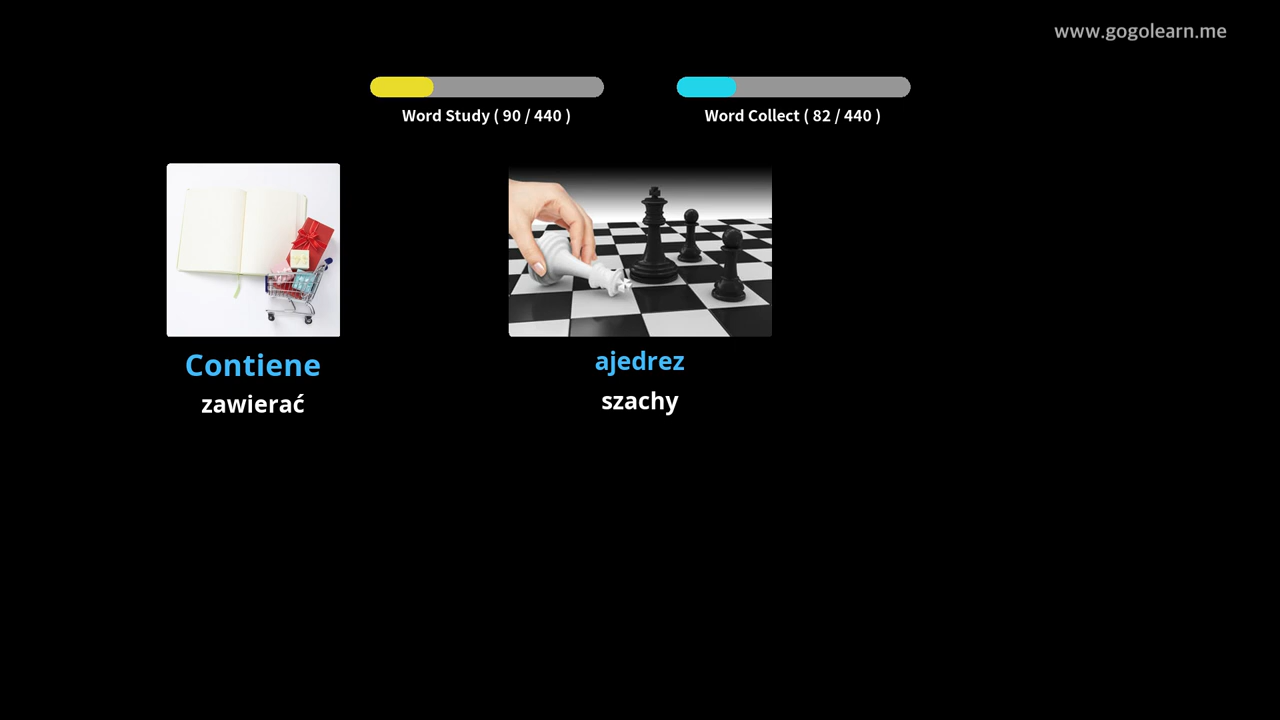 www.gogolearn.me
Word Study ( 90 / 440 )
Word Collect ( 82 / 440 )
Contiene
zawierać
ajedrez
szachy